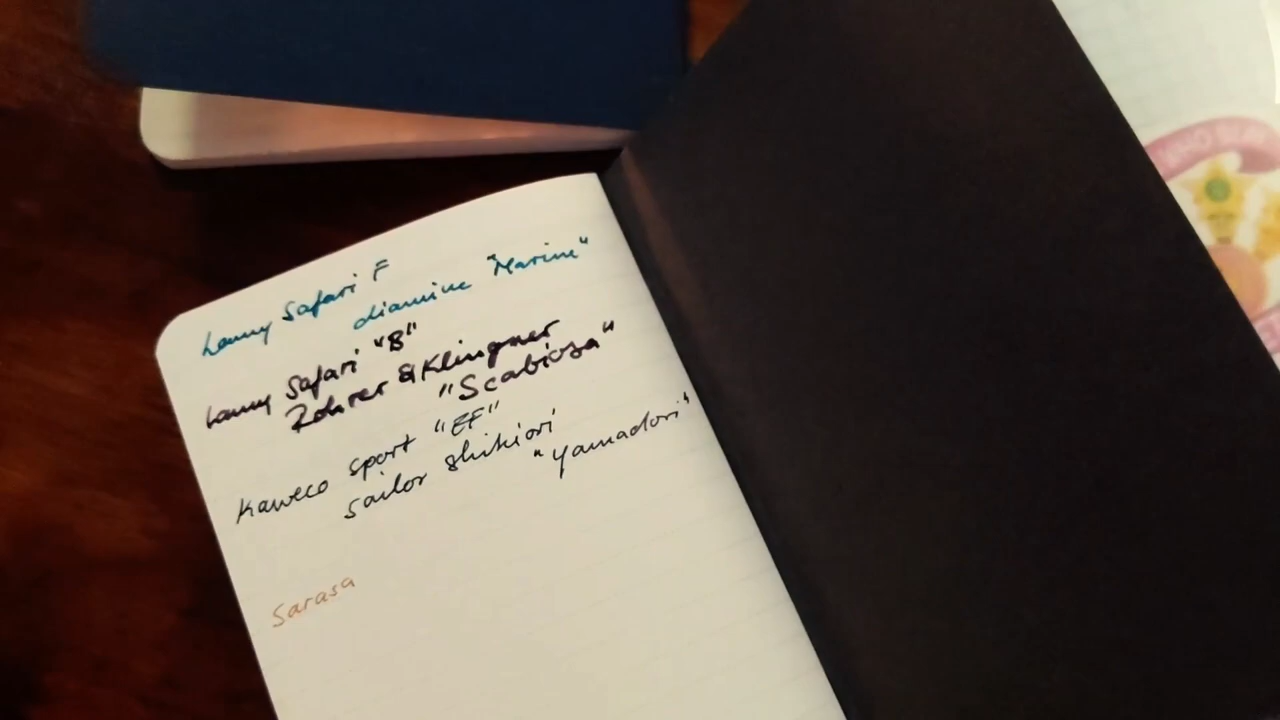 Lamy Safari F
diamine "Marine"
Lamy Safari "B"
Rohrer & Klingner
"Scabiosa"
Kaweco sport "EF"
sailor shikiori
"yamadori"
Sarasa